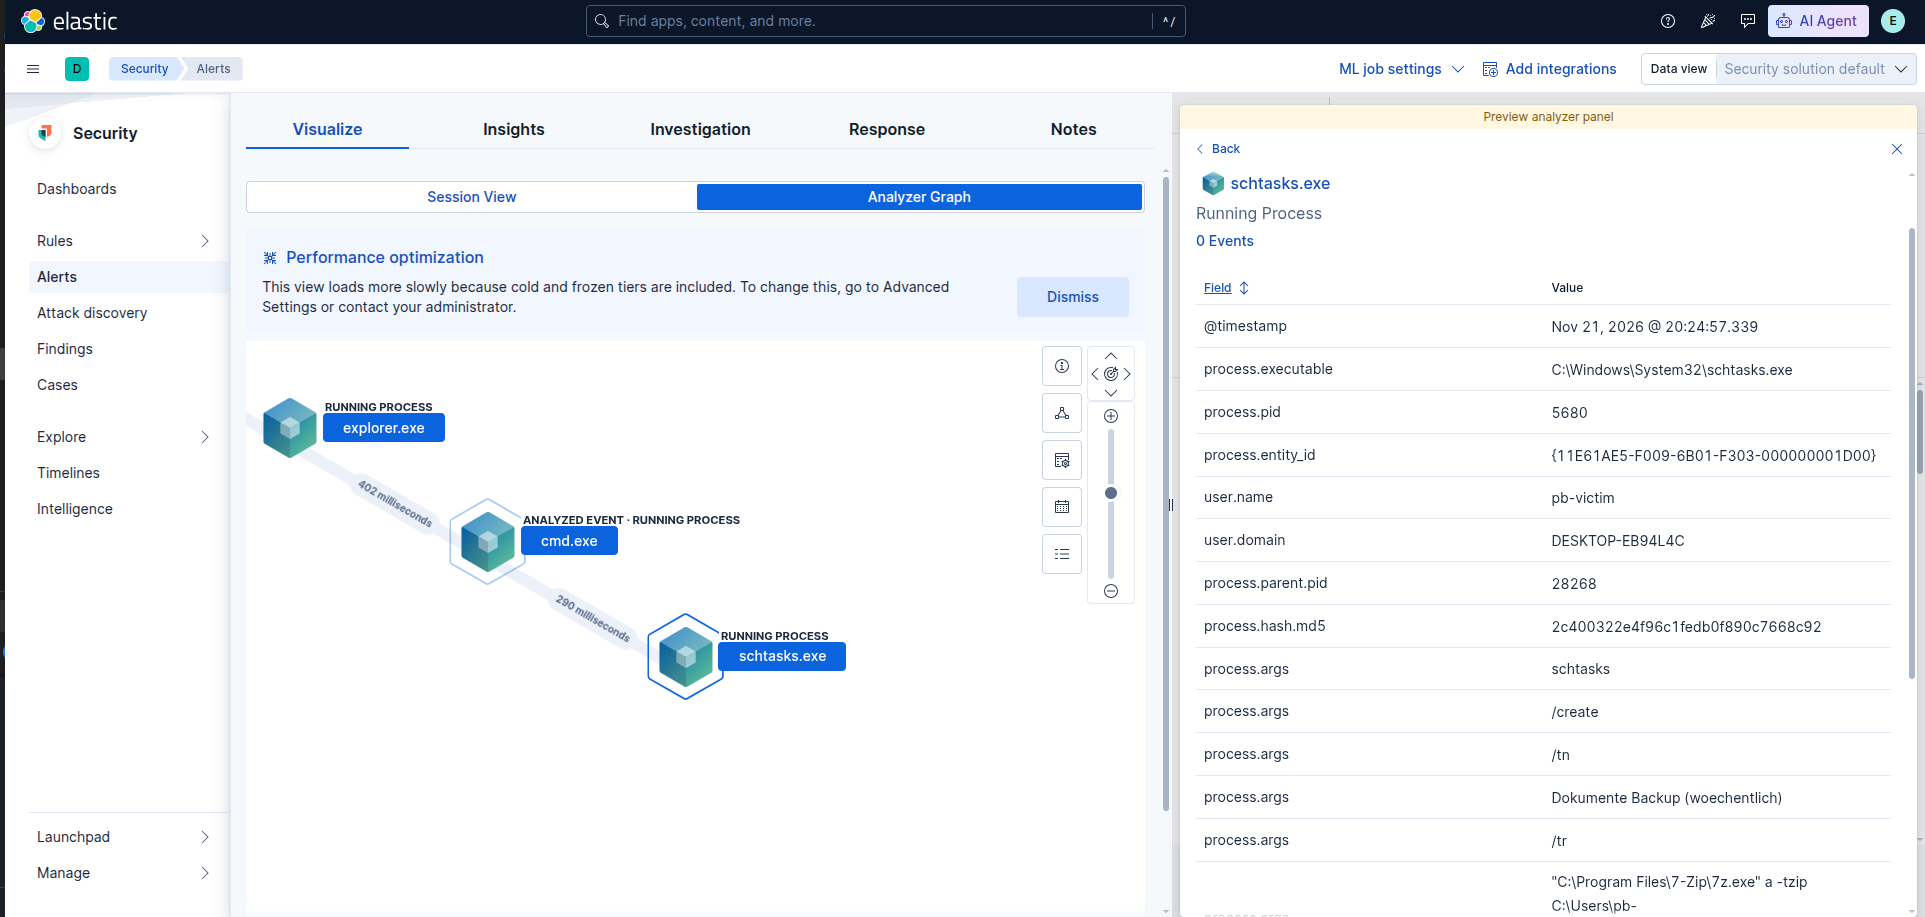 elastic
Find apps, content, and more.
^ /
AI Agent
E
D
Security
Alerts
ML job settings
Add integrations
Data view
Security solution default
Security
Dashboards
Rules
Alerts
Attack discovery
Findings
Cases
Explore
Timelines
Intelligence
Launchpad
Manage
Visualize
Insights
Investigation
Response
Notes
Session View
Analyzer Graph
Performance optimization
This view loads more slowly because cold and frozen tiers are included. To change this, go to Advanced
Settings or contact your administrator.
Dismiss
RUNNING PROCESS
explorer.exe
402 milliseconds
ANALYZED EVENT · RUNNING PROCESS
cmd.exe
290 milliseconds
RUNNING PROCESS
schtasks.exe
Preview analyzer panel
Back
schtasks.exe
Running Process
0 Events
Field Value
@timestamp Nov 21, 2026 @ 20:24:57.339
process.executable C:\Windows\System32\schtasks.exe
process.pid 5680
process.entity_id {11E61AE5-F009-6B01-F303-000000001D00}
user.name pb-victim
user.domain DESKTOP-EB94L4C
process.parent.pid 28268
process.hash.md5 2c400322e4f96c1fedb0f890c7668c92
process.args schtasks
process.args /create
process.args /tn
process.args Dokumente Backup (woechentlich)
process.args /tr
"C:\Program Files\7-Zip\7z.exe" a -tzip
C:\Users\pb-
process.args